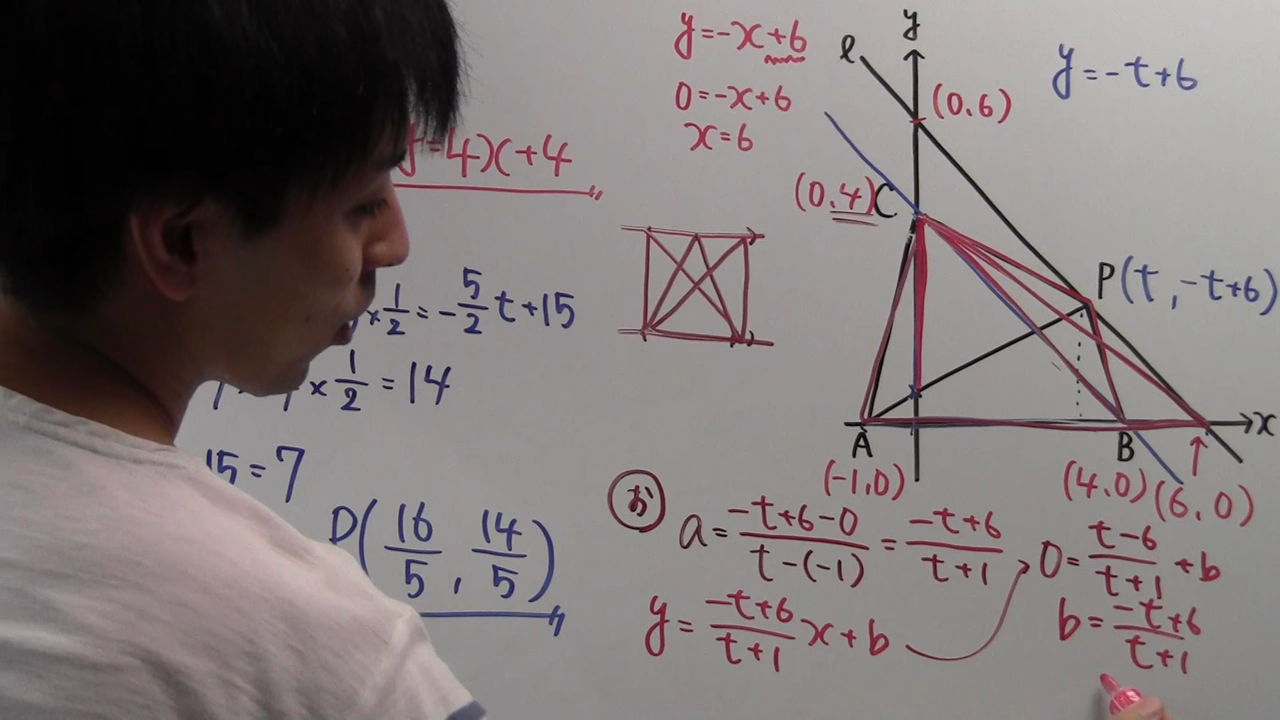 y=-x+6
0=-x+6
x=6
=4x+4
×1/2=-5/2t+15
×1/2=14
15=7
D(16/5, 14/5)
y=-t+6
y
l
(0.6)
(0.4)C
P(t,-t+6)
x
A
(-1,0)
B
(4.0)
(6,0)
お
a=(-t+6-0)/(t-(-1))=(-t+6)/(t+1)
y=(-t+6)/(t+1)x+b
0=(t-6)/(t+1)+b
b=(-t+6)/(t+1)